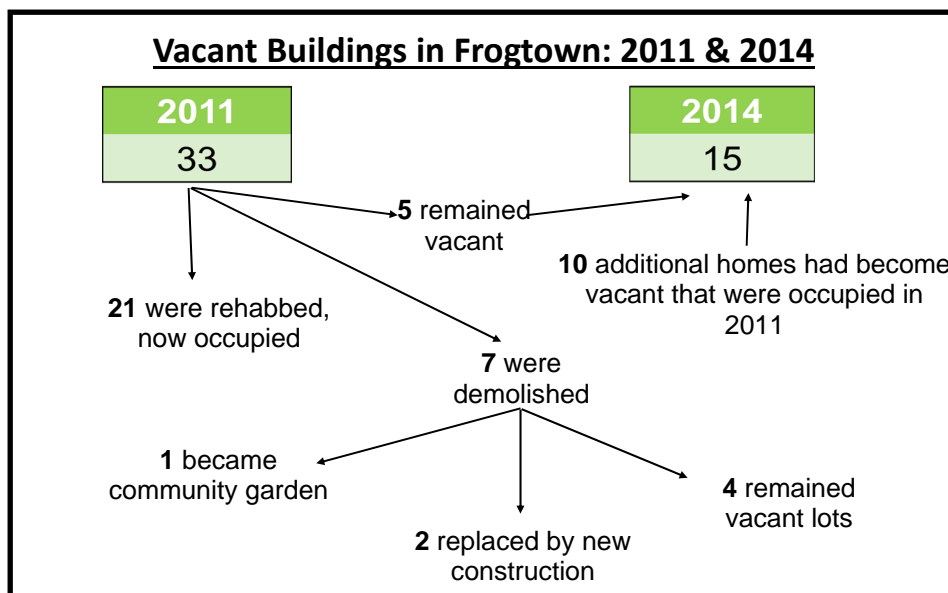 Vacant Buildings in Frogtown: 2011 & 2014
2011
33
2014
15
5 remained
vacant
10 additional homes had become
vacant that were occupied in
2011
21 were rehabbed,
now occupied
7 were
demolished
1 became
community garden
2 replaced by new
construction
4 remained
vacant lots